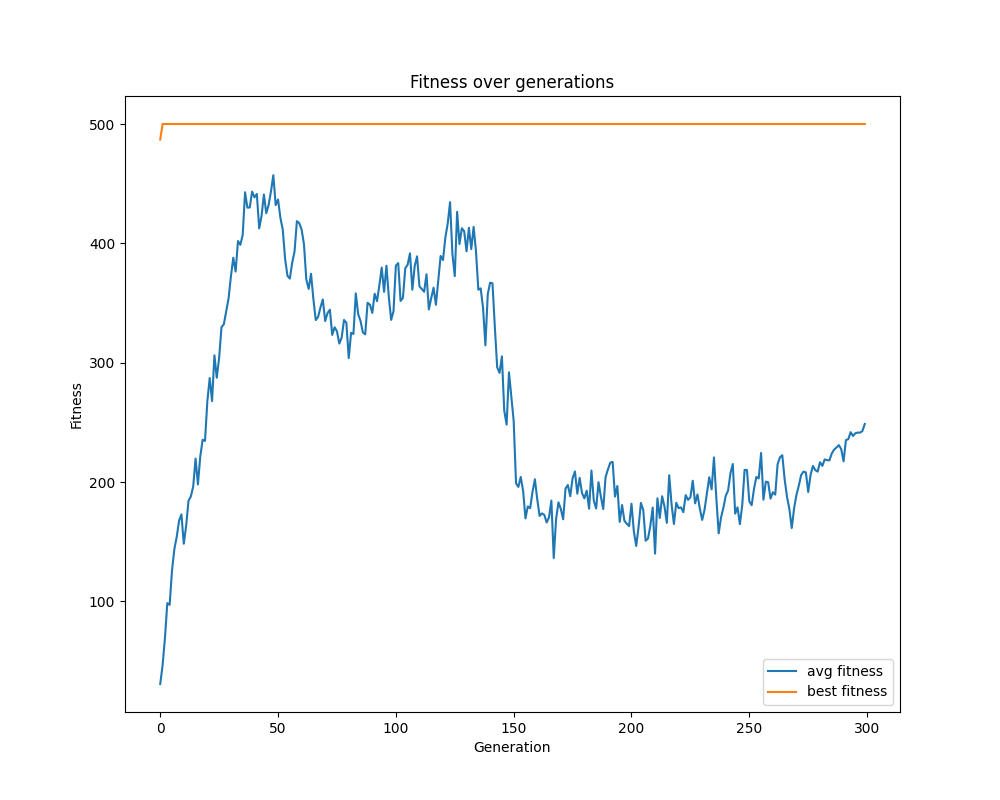 Fitness over generations
500
400
300
200
100
Fitness
0 50 100 150 200 250 300
Generation
avg fitness
best fitness